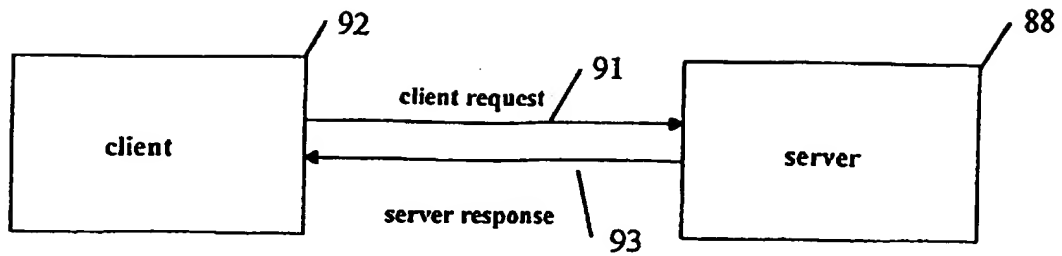 92
88
91
client request
client
server
server response
93